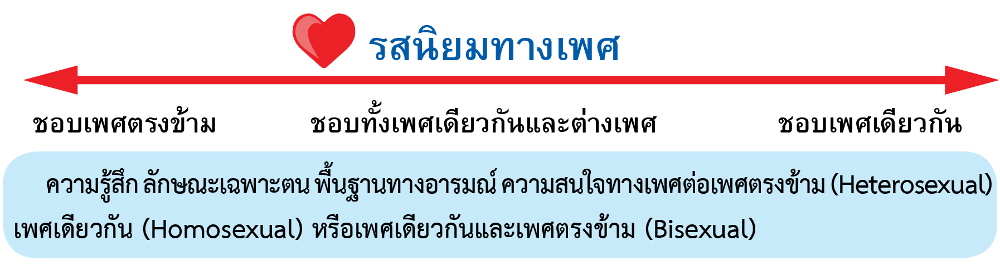 รสนิยมทางเพศ
ชอบเพศตรงข้าม ชอบทั้งเพศเดียวกันและต่างเพศ ชอบเพศเดียวกัน
ความรู้สึก ลักษณะเฉพาะตน พื้นฐานทางอารมณ์ ความสนใจทางเพศต่อเพศตรงข้าม (Heterosexual)
เพศเดียวกัน (Homosexual) หรือเพศเดียวกันและเพศตรงข้าม (Bisexual)